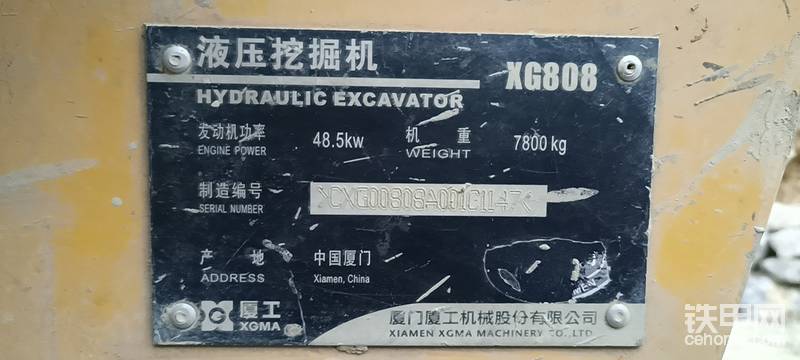 液压挖掘机 XG808
HYDRAULIC EXCAVATOR
发动机功率 48.5kw 机 重 7800 kg
ENGINE POWER WEIGHT
制造编号
SERIAL NUMBER
产 地 中国厦门
ADDRESS Xiamen, China
厦工 厦门厦工机械股份有限公司
XGMA XIAMEN XGMA MACHINERY CO.,LTD
铁甲网